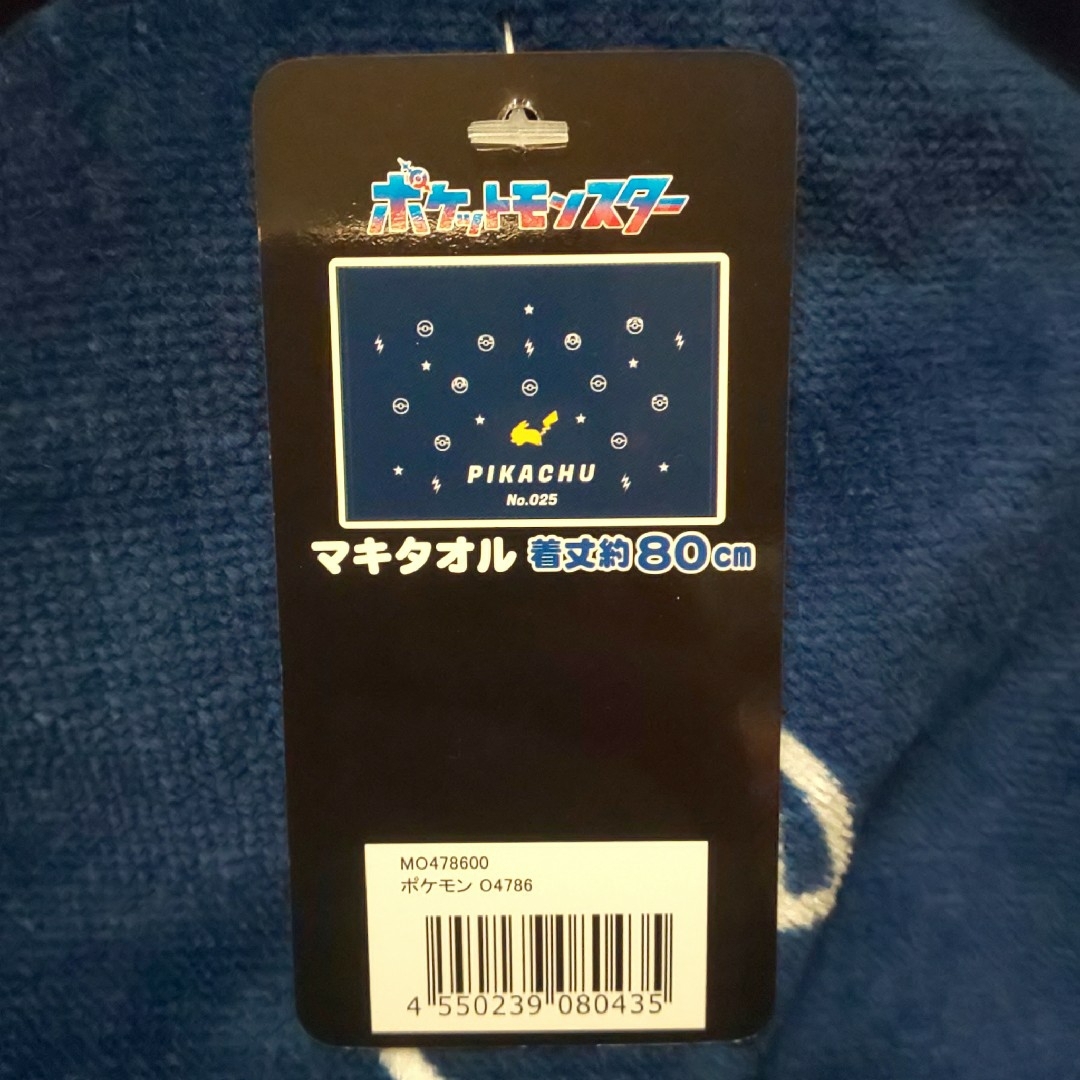 ポケットモンスター
PIKACHU
No.025
マキタオル 着丈約80cm
MO478600
ポケモン O4786
4 550239 080435